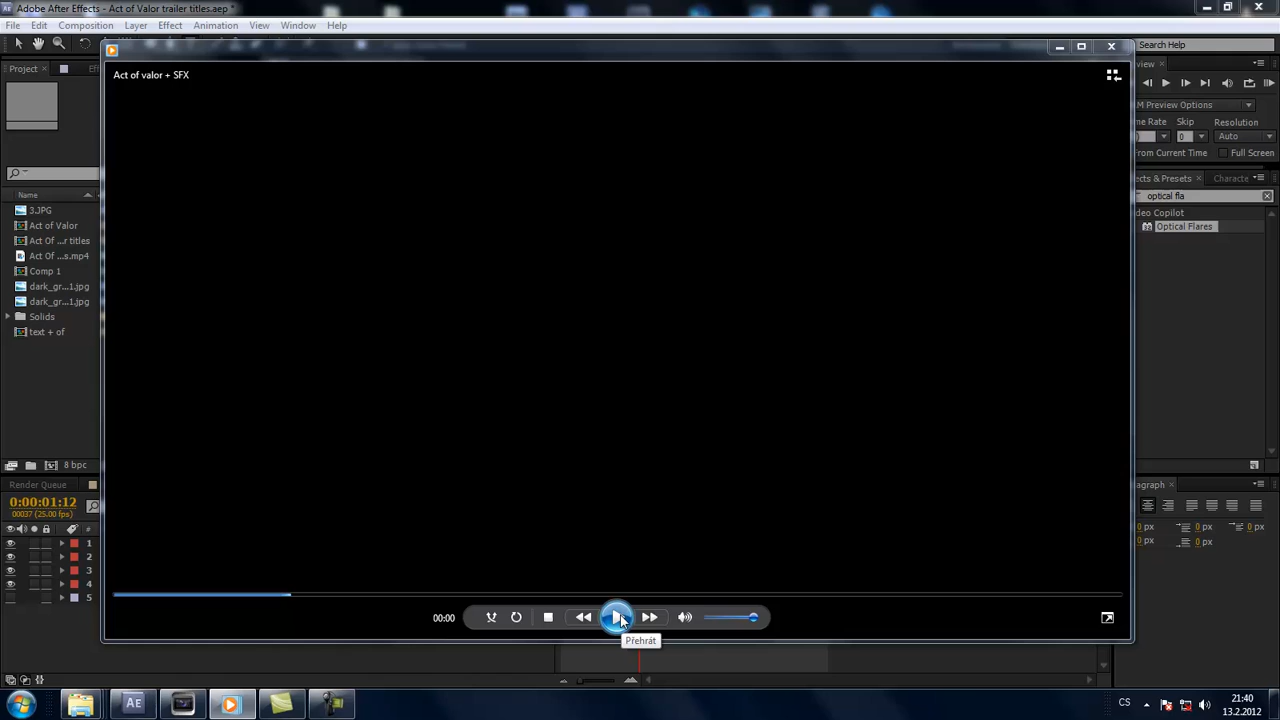 Adobe After Effects - Act of Valor trailer titles.aep *
File Edit Composition Layer Effect Animation View Window Help
Search Help
Project
Act of valor + SFX
Name
3.JPG
Act of Valor
Act Of ...r titles
Act Of ...s.mp4
Comp 1
dark_gr...1.jpg
dark_gr...1.jpg
Solids
text + of
8 bpc
M Preview Options
me Rate Skip Resolution
0 Auto
From Current Time Full Screen
ects & Presets Characte
optical fla
deo Copilot
Optical Flares
Render Queue
0:00:01:12
00037 (25.00 fps)
#
1
2
3
4
5
00:00
Přehrát
aragraph
0 px 0 px 0 px
0 px 0 px
CS
21:40
13.2.2012